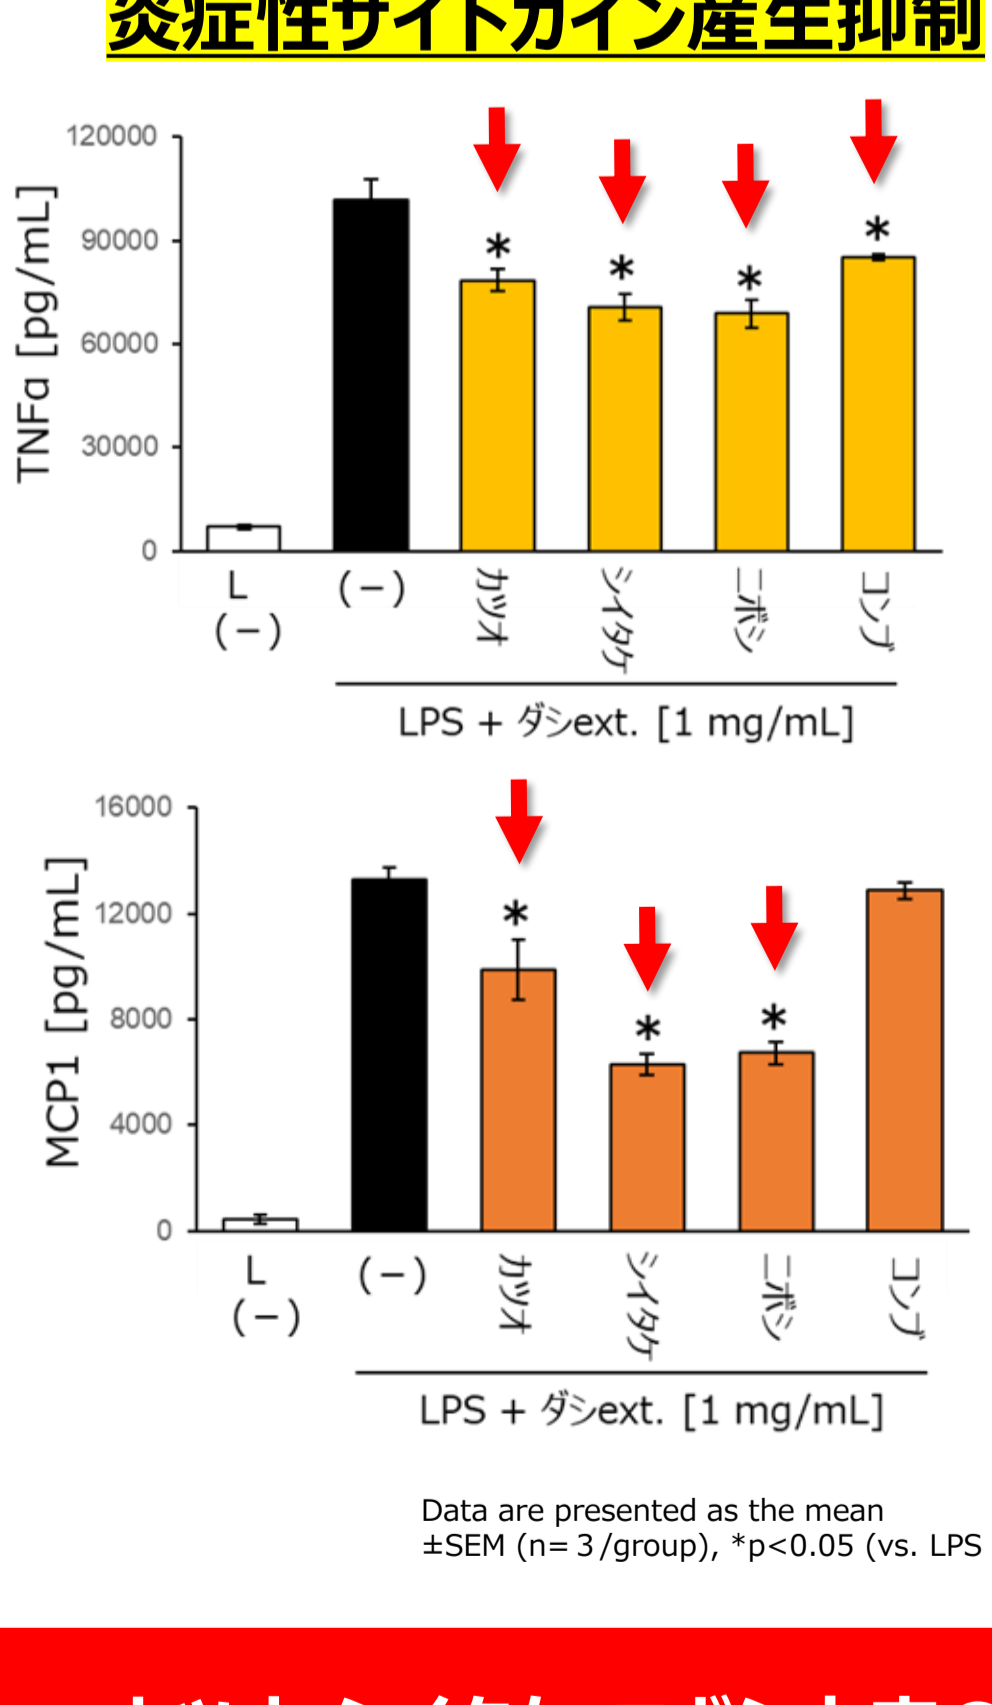 炎症性サイトカイン産生抑制
TNFα [pg/mL]
120000
90000
60000
30000
0
*
*
*
*
L
(−)
(−)
カツオ
シイタケ
ニボシ
コンブ
LPS + ダシext. [1 mg/mL]
MCP1 [pg/mL]
16000
12000
8000
4000
0
*
*
*
L
(−)
(−)
カツオ
シイタケ
ニボシ
コンブ
LPS + ダシext. [1 mg/mL]
Data are presented as the mean
±SEM (n=３/group), *p<0.05 (vs. LPS